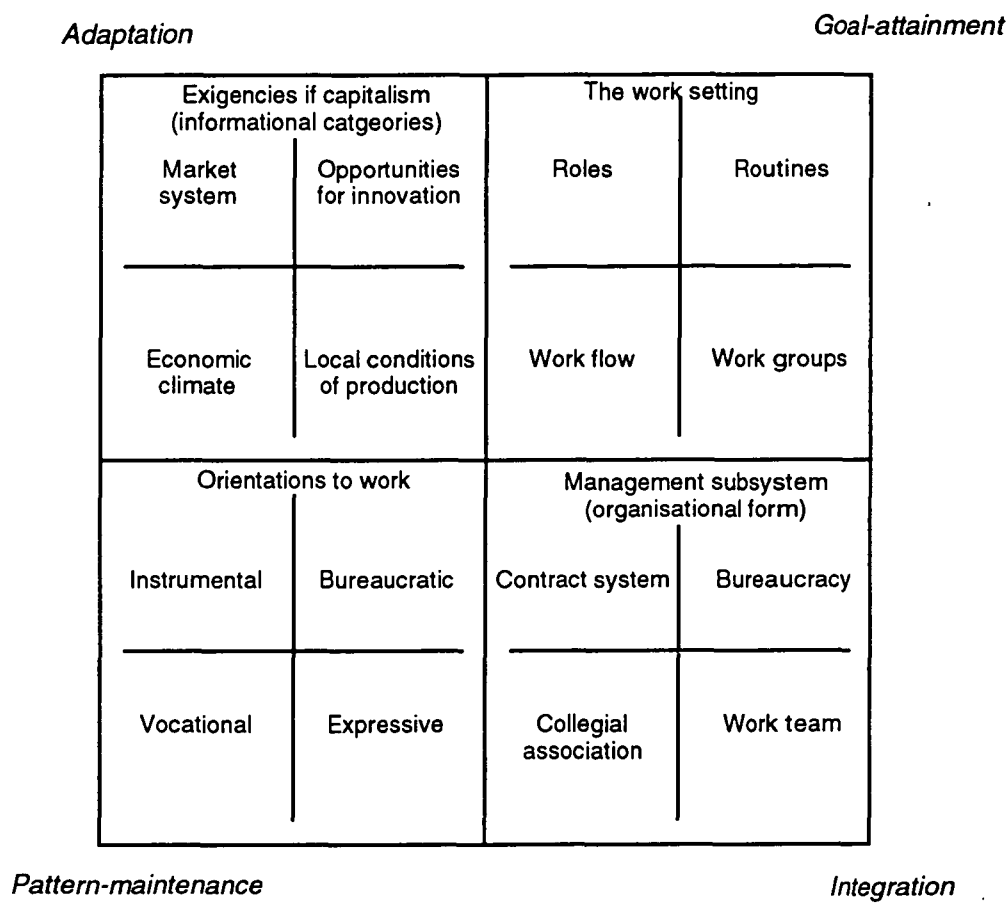 Adaptation
Goal-attainment
Exigencies if capitalism
(informational catgeories)
Market
system
Opportunities
for innovation
Economic
climate
Local conditions
of production
The work setting
Roles
Routines
Work flow
Work groups
Orientations to work
Instrumental
Bureaucratic
Vocational
Expressive
Management subsystem
(organisational form)
Contract system
Bureaucracy
Collegial
association
Work team
Pattern-maintenance
Integration